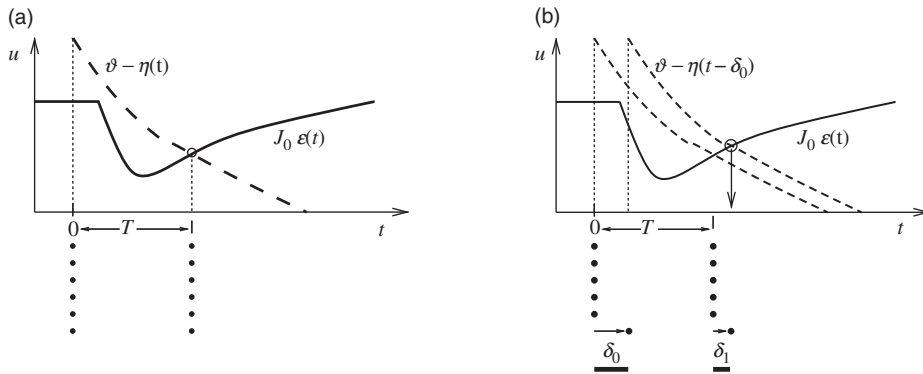 (a)
u
ϑ − η(t)
J₀ ε(t)
0
T
t
(b)
u
ϑ − η(t − δ₀)
J₀ ε(t)
0
T
t
δ₀
δ₁